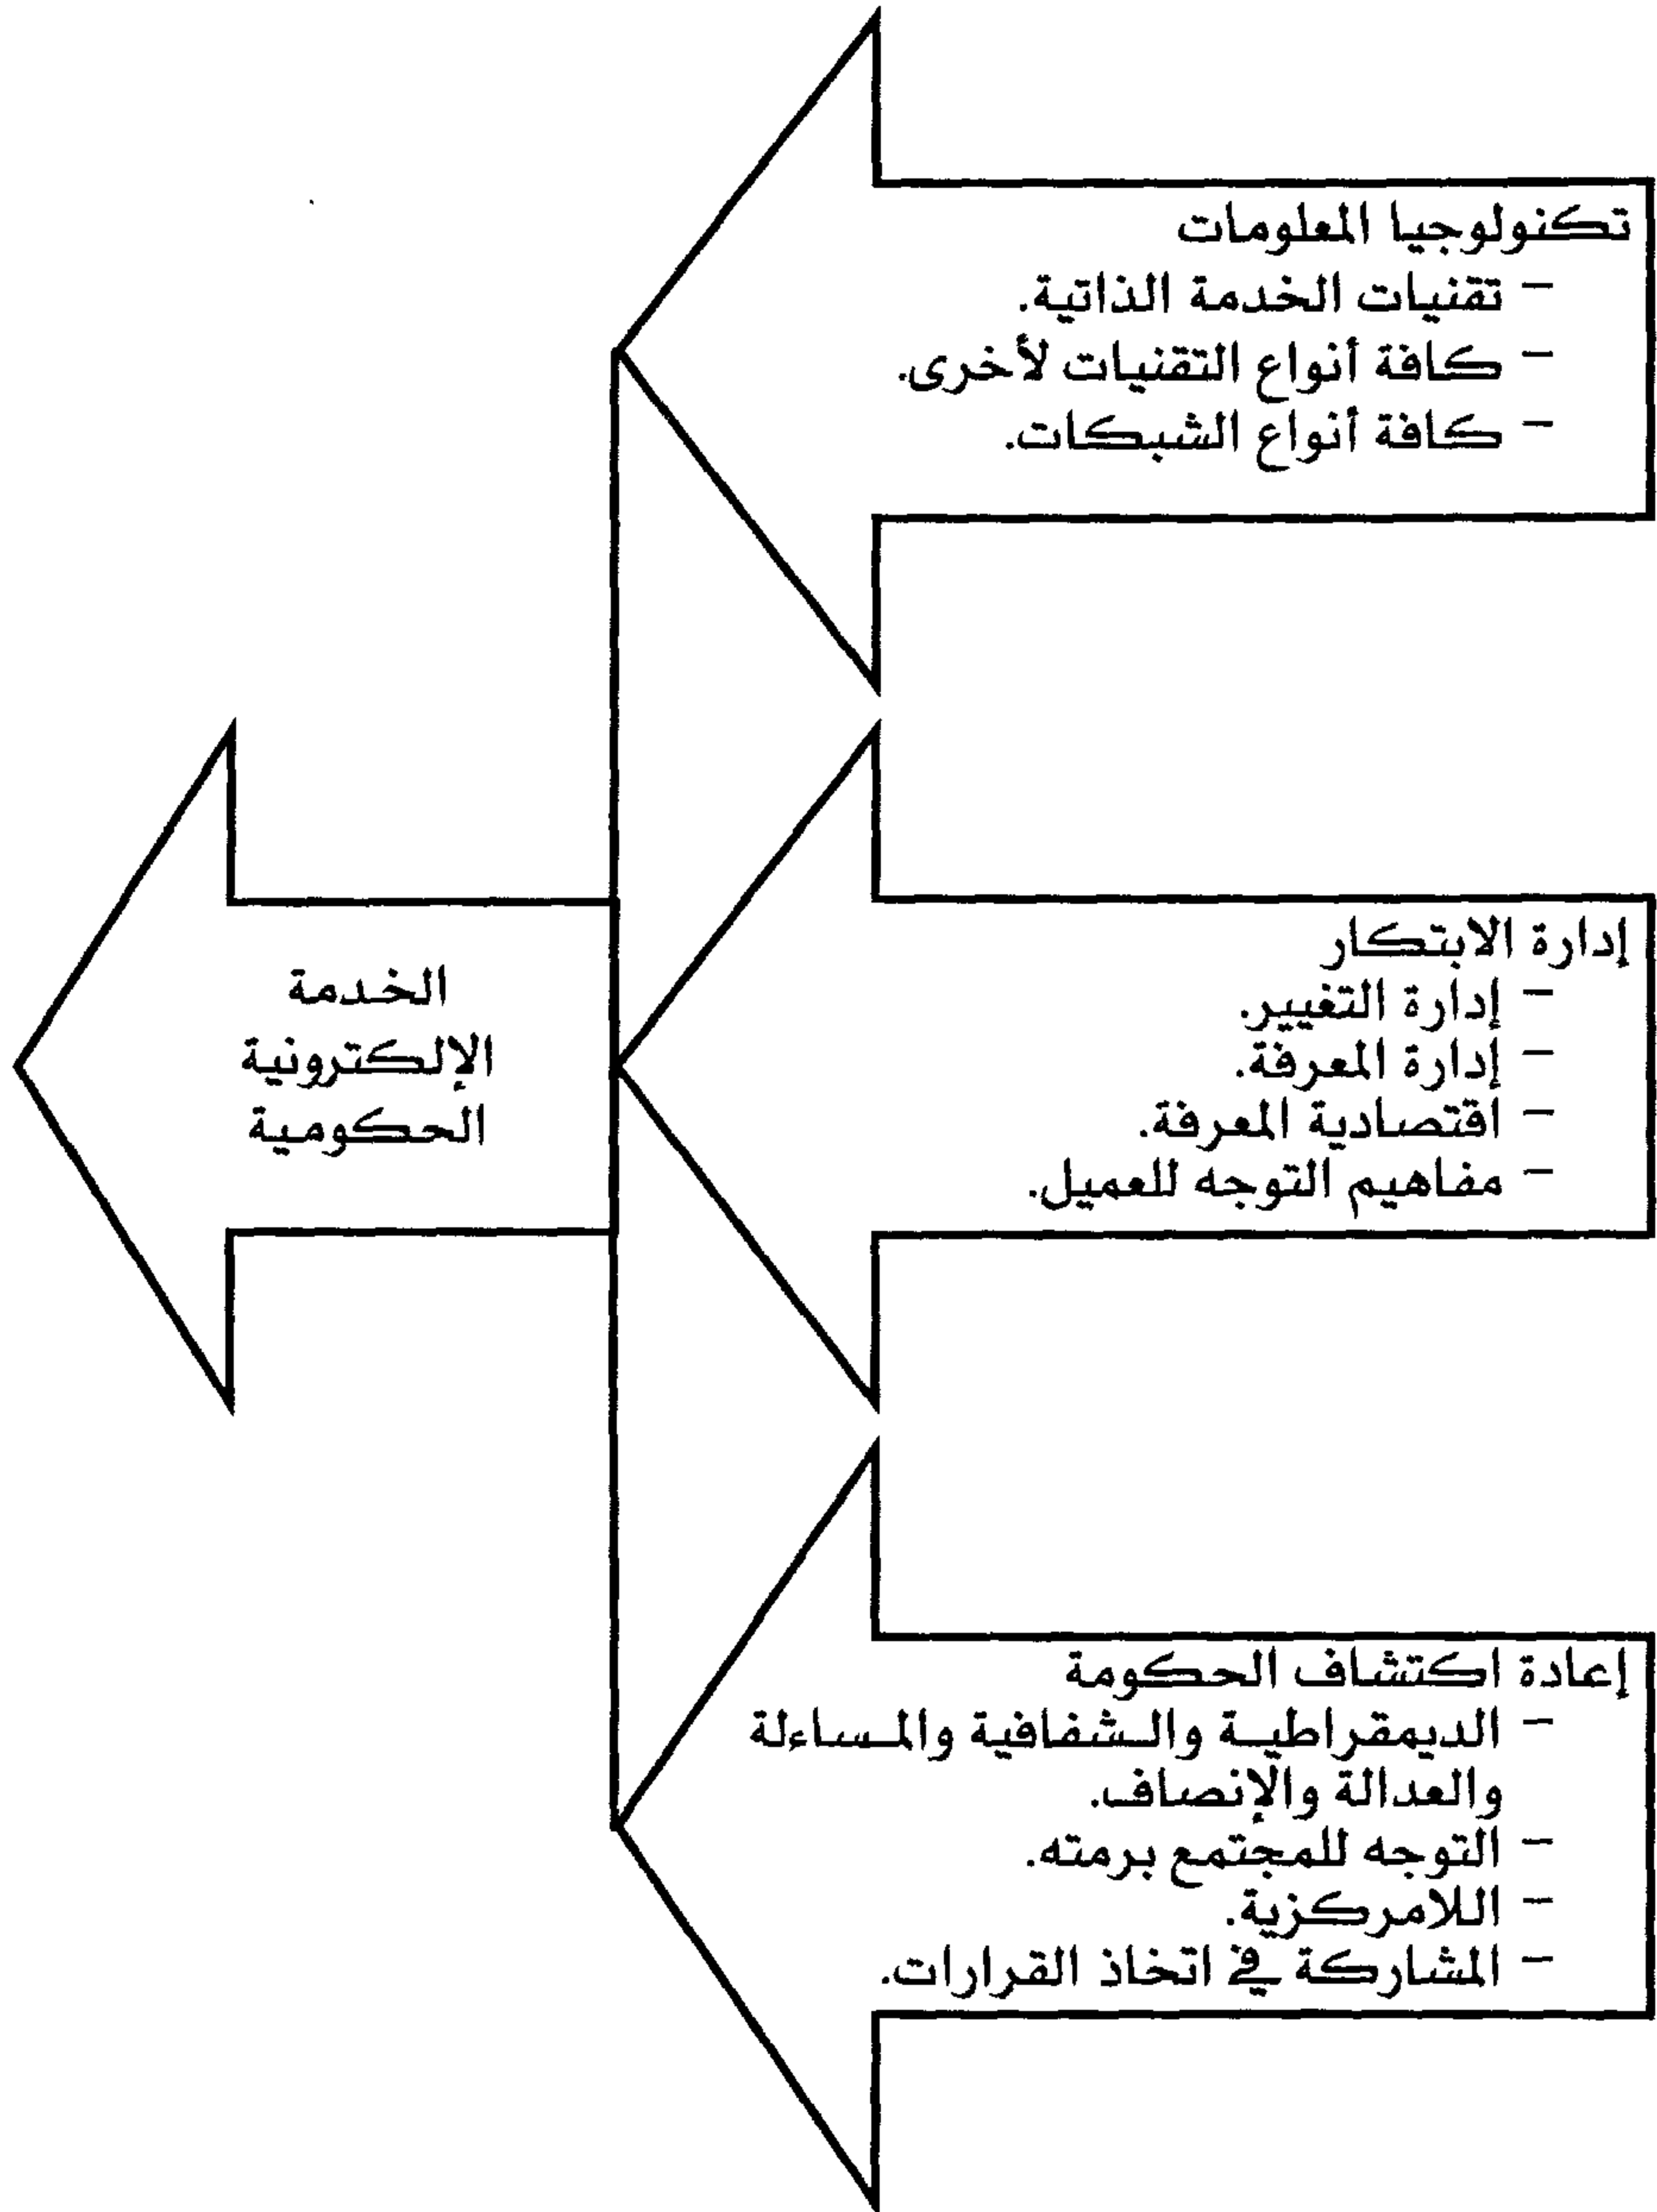 تكنولوجيا المعلومات
– تقنيات الخدمة الذاتية.
– كافة أنواع التقنيات لأخرى.
– كافة أنواع الشبكات.
إدارة الابتكار
– إدارة التغيير.
– إدارة المعرفة.
– اقتصادية المعرفة.
– مفاهيم التوجه للعميل.
إعادة اكتشاف الحكومة
– الديمقراطية والشفافية والمساءلة
والعدالة والإنصاف.
– التوجه للمجتمع برمته.
– اللامركزية.
– المشاركة في اتخاذ القرارات.
الخدمة
الإلكترونية
الحكومية